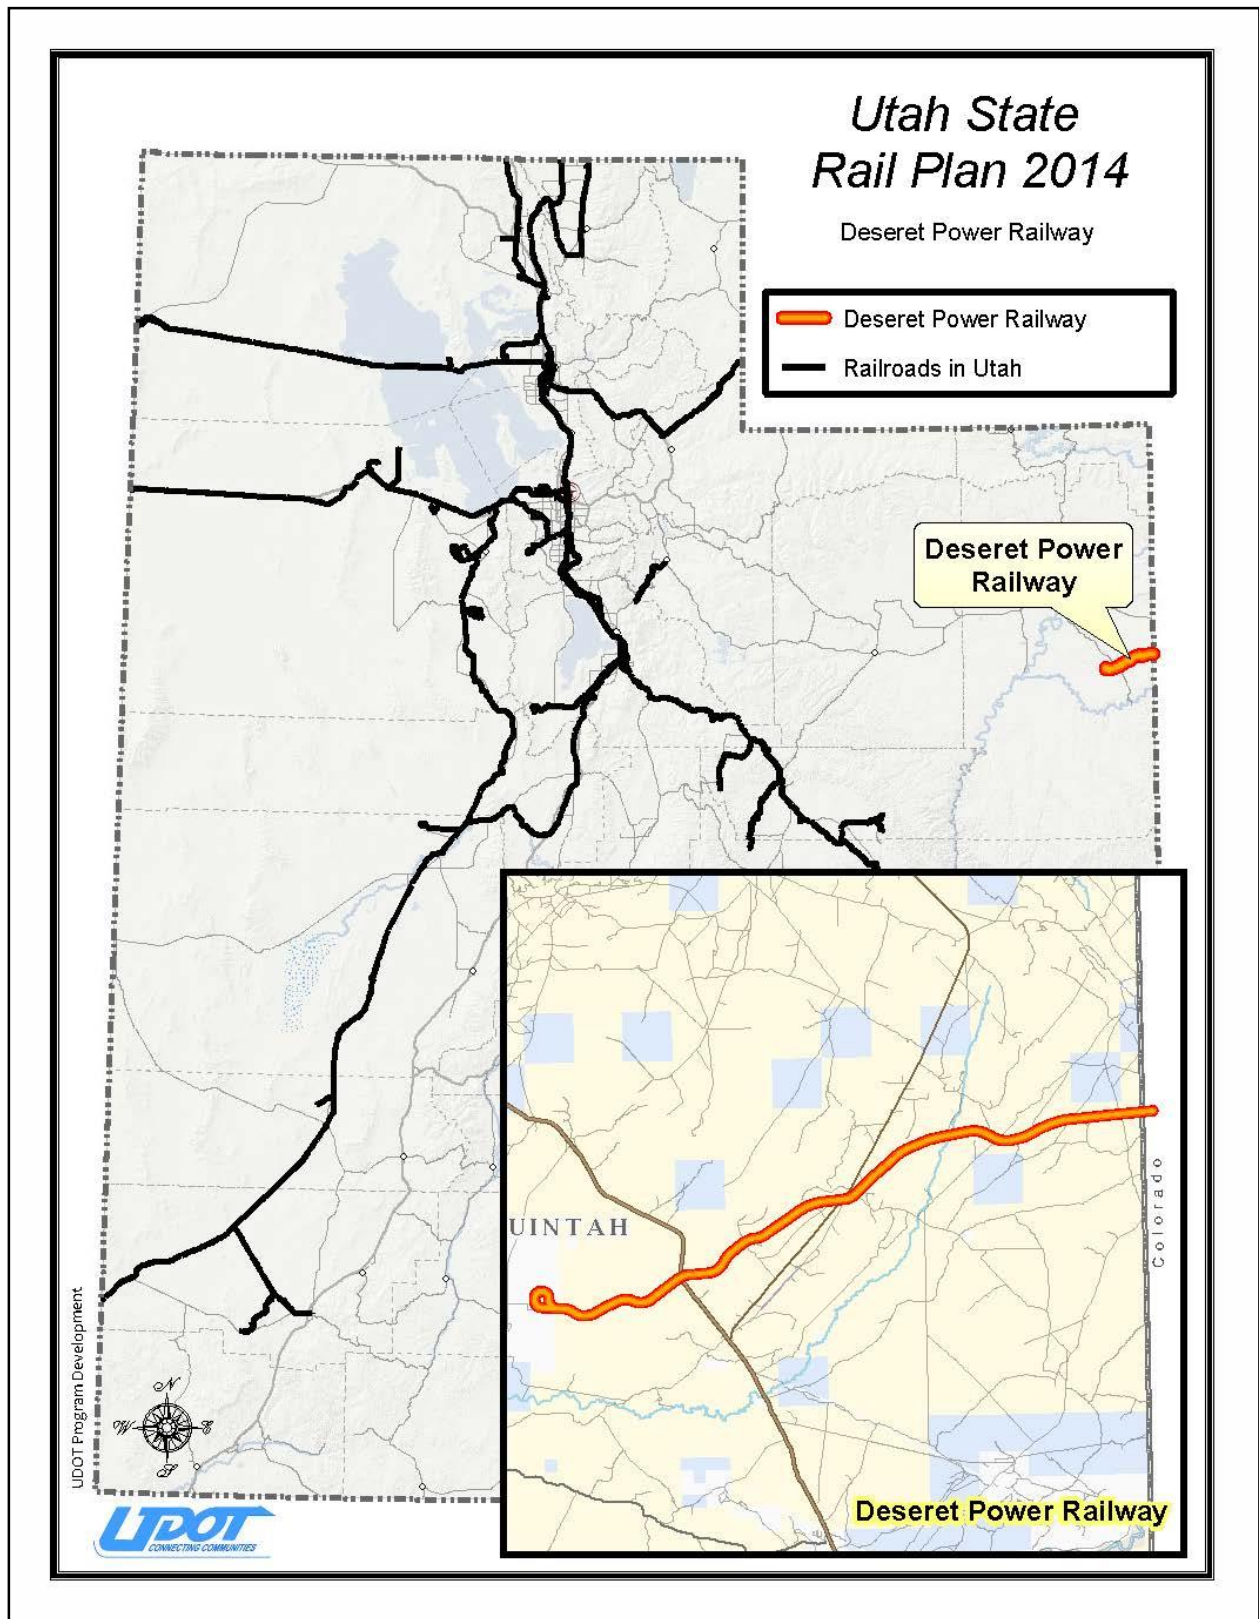 Utah State
Rail Plan 2014
Deseret Power Railway
Deseret Power Railway
Railroads in Utah
Deseret Power
Railway
UINTAH
Colorado
Deseret Power Railway
UDOT Program Development
N
W
E
S
UDOT
CONNECTING COMMUNITIES